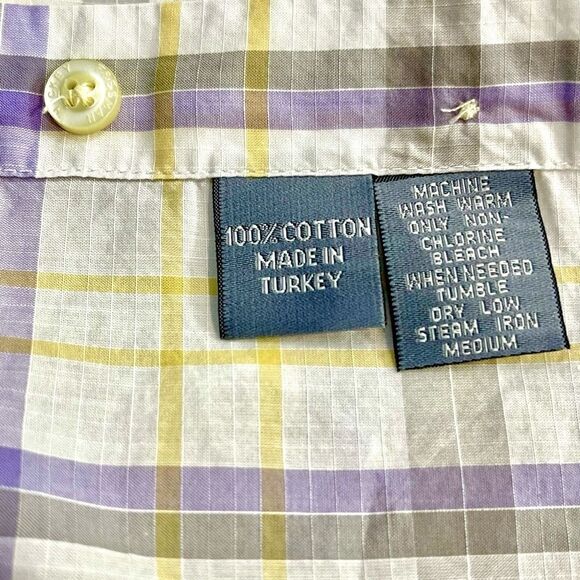 100% COTTON
MADE IN
TURKEY
MACHINE
WASH WARM
ONLY NON-
CHLORINE
BLEACH
WHEN NEEDED
TUMBLE
DRY LOW
STEAM IRON
MEDIUM